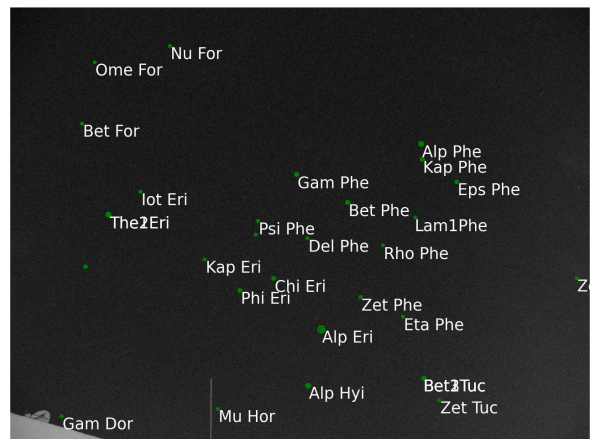 Nu For
Ome For
Bet For
Alp Phe
Kap Phe
Gam Phe
Eps Phe
Iot Eri
Bet Phe
The2Eri
Lam1Phe
Psi Phe
Del Phe
Rho Phe
Kap Eri
Chi Eri
Phi Eri
Zet Phe
Eta Phe
Alp Eri
Alp Hyi
Zet Tuc
Mu Hor
Gam Dor